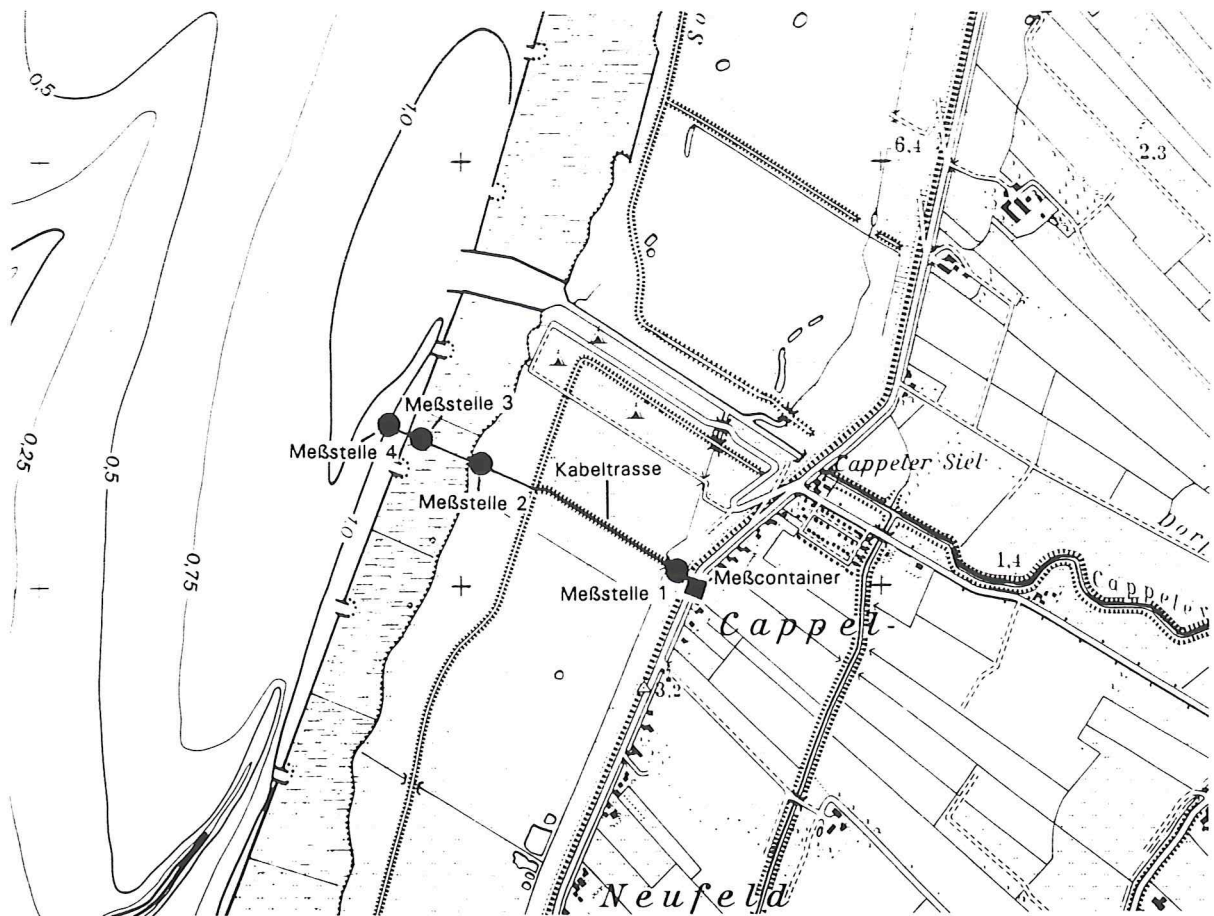 0,5
1,0
S
6.4
2.3
Meßstelle 3
Meßstelle 4
Kabeltrasse
Cappeler Siel
Meßstelle 2
0,25
0,5
0,75
1,0
1.4
Cappeler
Meßstelle 1
Meßcontainer
Cappel-
3.2
Neufeld